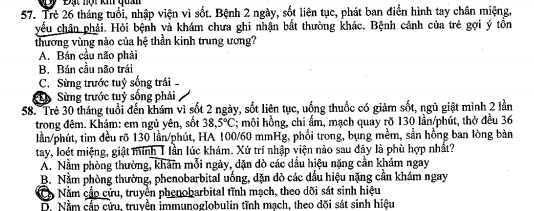 Đạt nội khí quản
57. Trẻ 26 tháng tuổi, nhập viện vì sốt. Bệnh 2 ngày, sốt liên tục, phát ban điển hình tay chân miệng,
yếu chân phải. Hỏi bệnh và khám chưa ghi nhận bất thường khác. Bệnh cảnh của trẻ gợi ý tổn
thương vùng nào của hệ thần kinh trung ương?
A. Bán cầu não phải
B. Bán cầu não trái
C. Sừng trước tuỷ sống trái -
D. Sừng trước tuỷ sống phải
58. Trẻ 30 tháng tuổi đến khám vì sốt 2 ngày, sốt liên tục, uống thuốc có giảm sốt, ngủ giật mình 2 lần
trong đêm. Khám: em ngủ yên, sốt 38,5°C; môi hồng, chi ấm, mạch quay rõ 130 lần/phút, thở đều 36
lần/phút, tim đều rõ 130 lần/phút, HA 100/60 mmHg, phổi trong, bụng mềm, sẩn hồng ban lòng bàn
tay, loét miệng, giật mình 1 lần lúc khám. Xử trí nhập viện nào sau đây là phù hợp nhất?
A. Nằm phòng thường, khám mỗi ngày, dặn dò các dấu hiệu nặng cần khám ngay
B. Nằm phòng thường, phenobarbital uống, dặn dò các dấu hiệu nặng cần khám ngay
C. Nằm cấp cứu, truyền phenobarbital tĩnh mạch, theo dõi sát sinh hiệu
D. Nằm cấp cứu, truyền immunoglobulin tĩnh mạch, theo dõi sát sinh hiệu